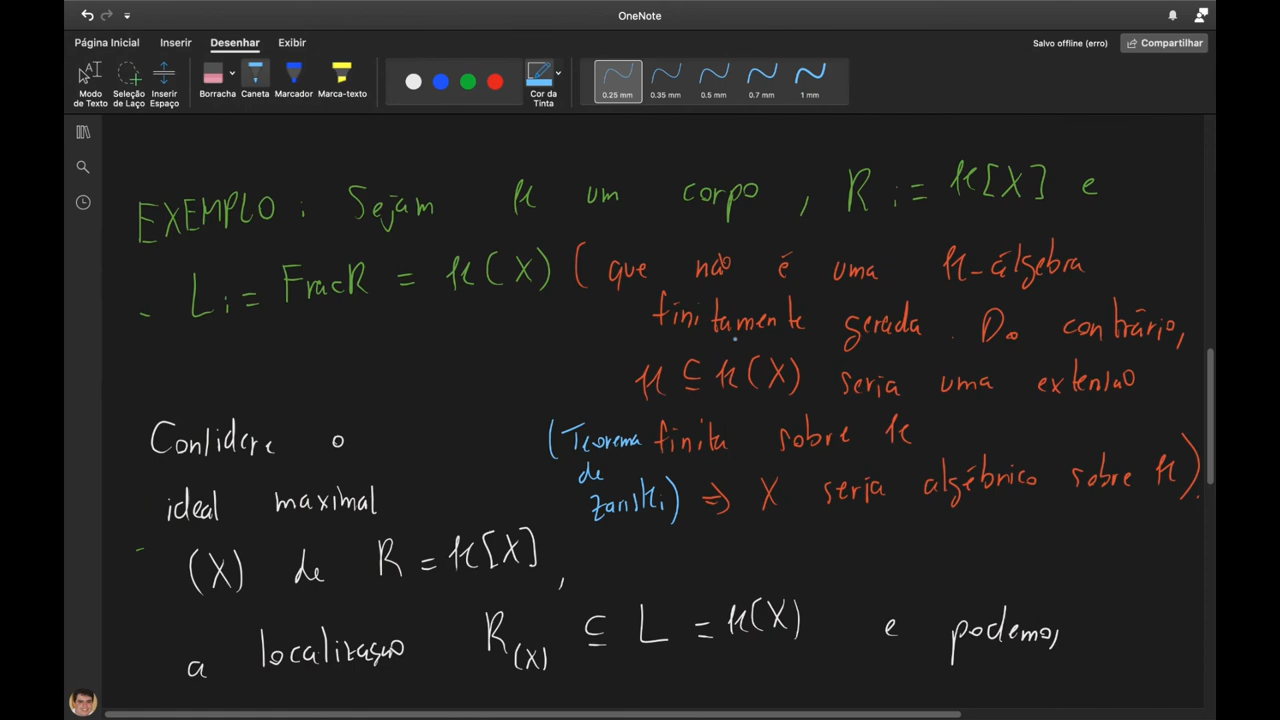 OneNote
Página Inicial Inserir Desenhar Exibir
Salvo offline (erro) Compartilhar
Modo de Texto
Seleção de Laço
Inserir Espaço
Borracha
Caneta
Marcador
Marca-texto
Cor da Tinta
0.25 mm 0.35 mm 0.5 mm 0.7 mm 1 mm
EXEMPLO: Sejam K um corpo, R := K[X] e
L := Frac R = K(X) (que não é uma K-álgebra
finitamente gerada. Do contrário,
K ⊆ K(X) seria uma extensão
(Teorema de Zariski) finita sobre K
⇒ X seria algébrico sobre K).
Considere o
ideal maximal
(X) de R = K[X],
a localização R_(X) ⊆ L = K(X) e podemos